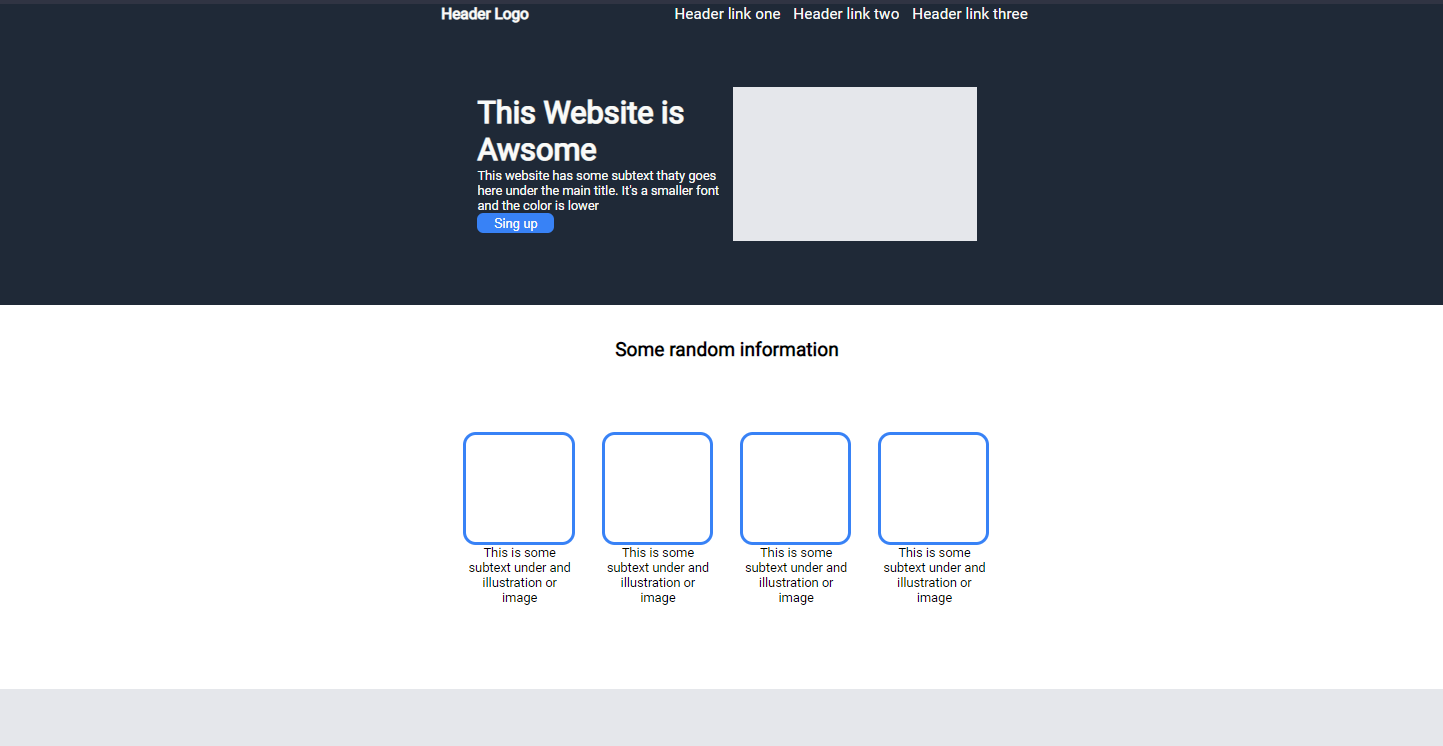 Header Logo
Header link one
Header link two
Header link three
This Website is
Awsome
This website has some subtext thaty goes
here under the main title. It's a smaller font
and the color is lower
Sing up
Some random information
This is some
subtext under and
illustration or
image
This is some
subtext under and
illustration or
image
This is some
subtext under and
illustration or
image
This is some
subtext under and
illustration or
image